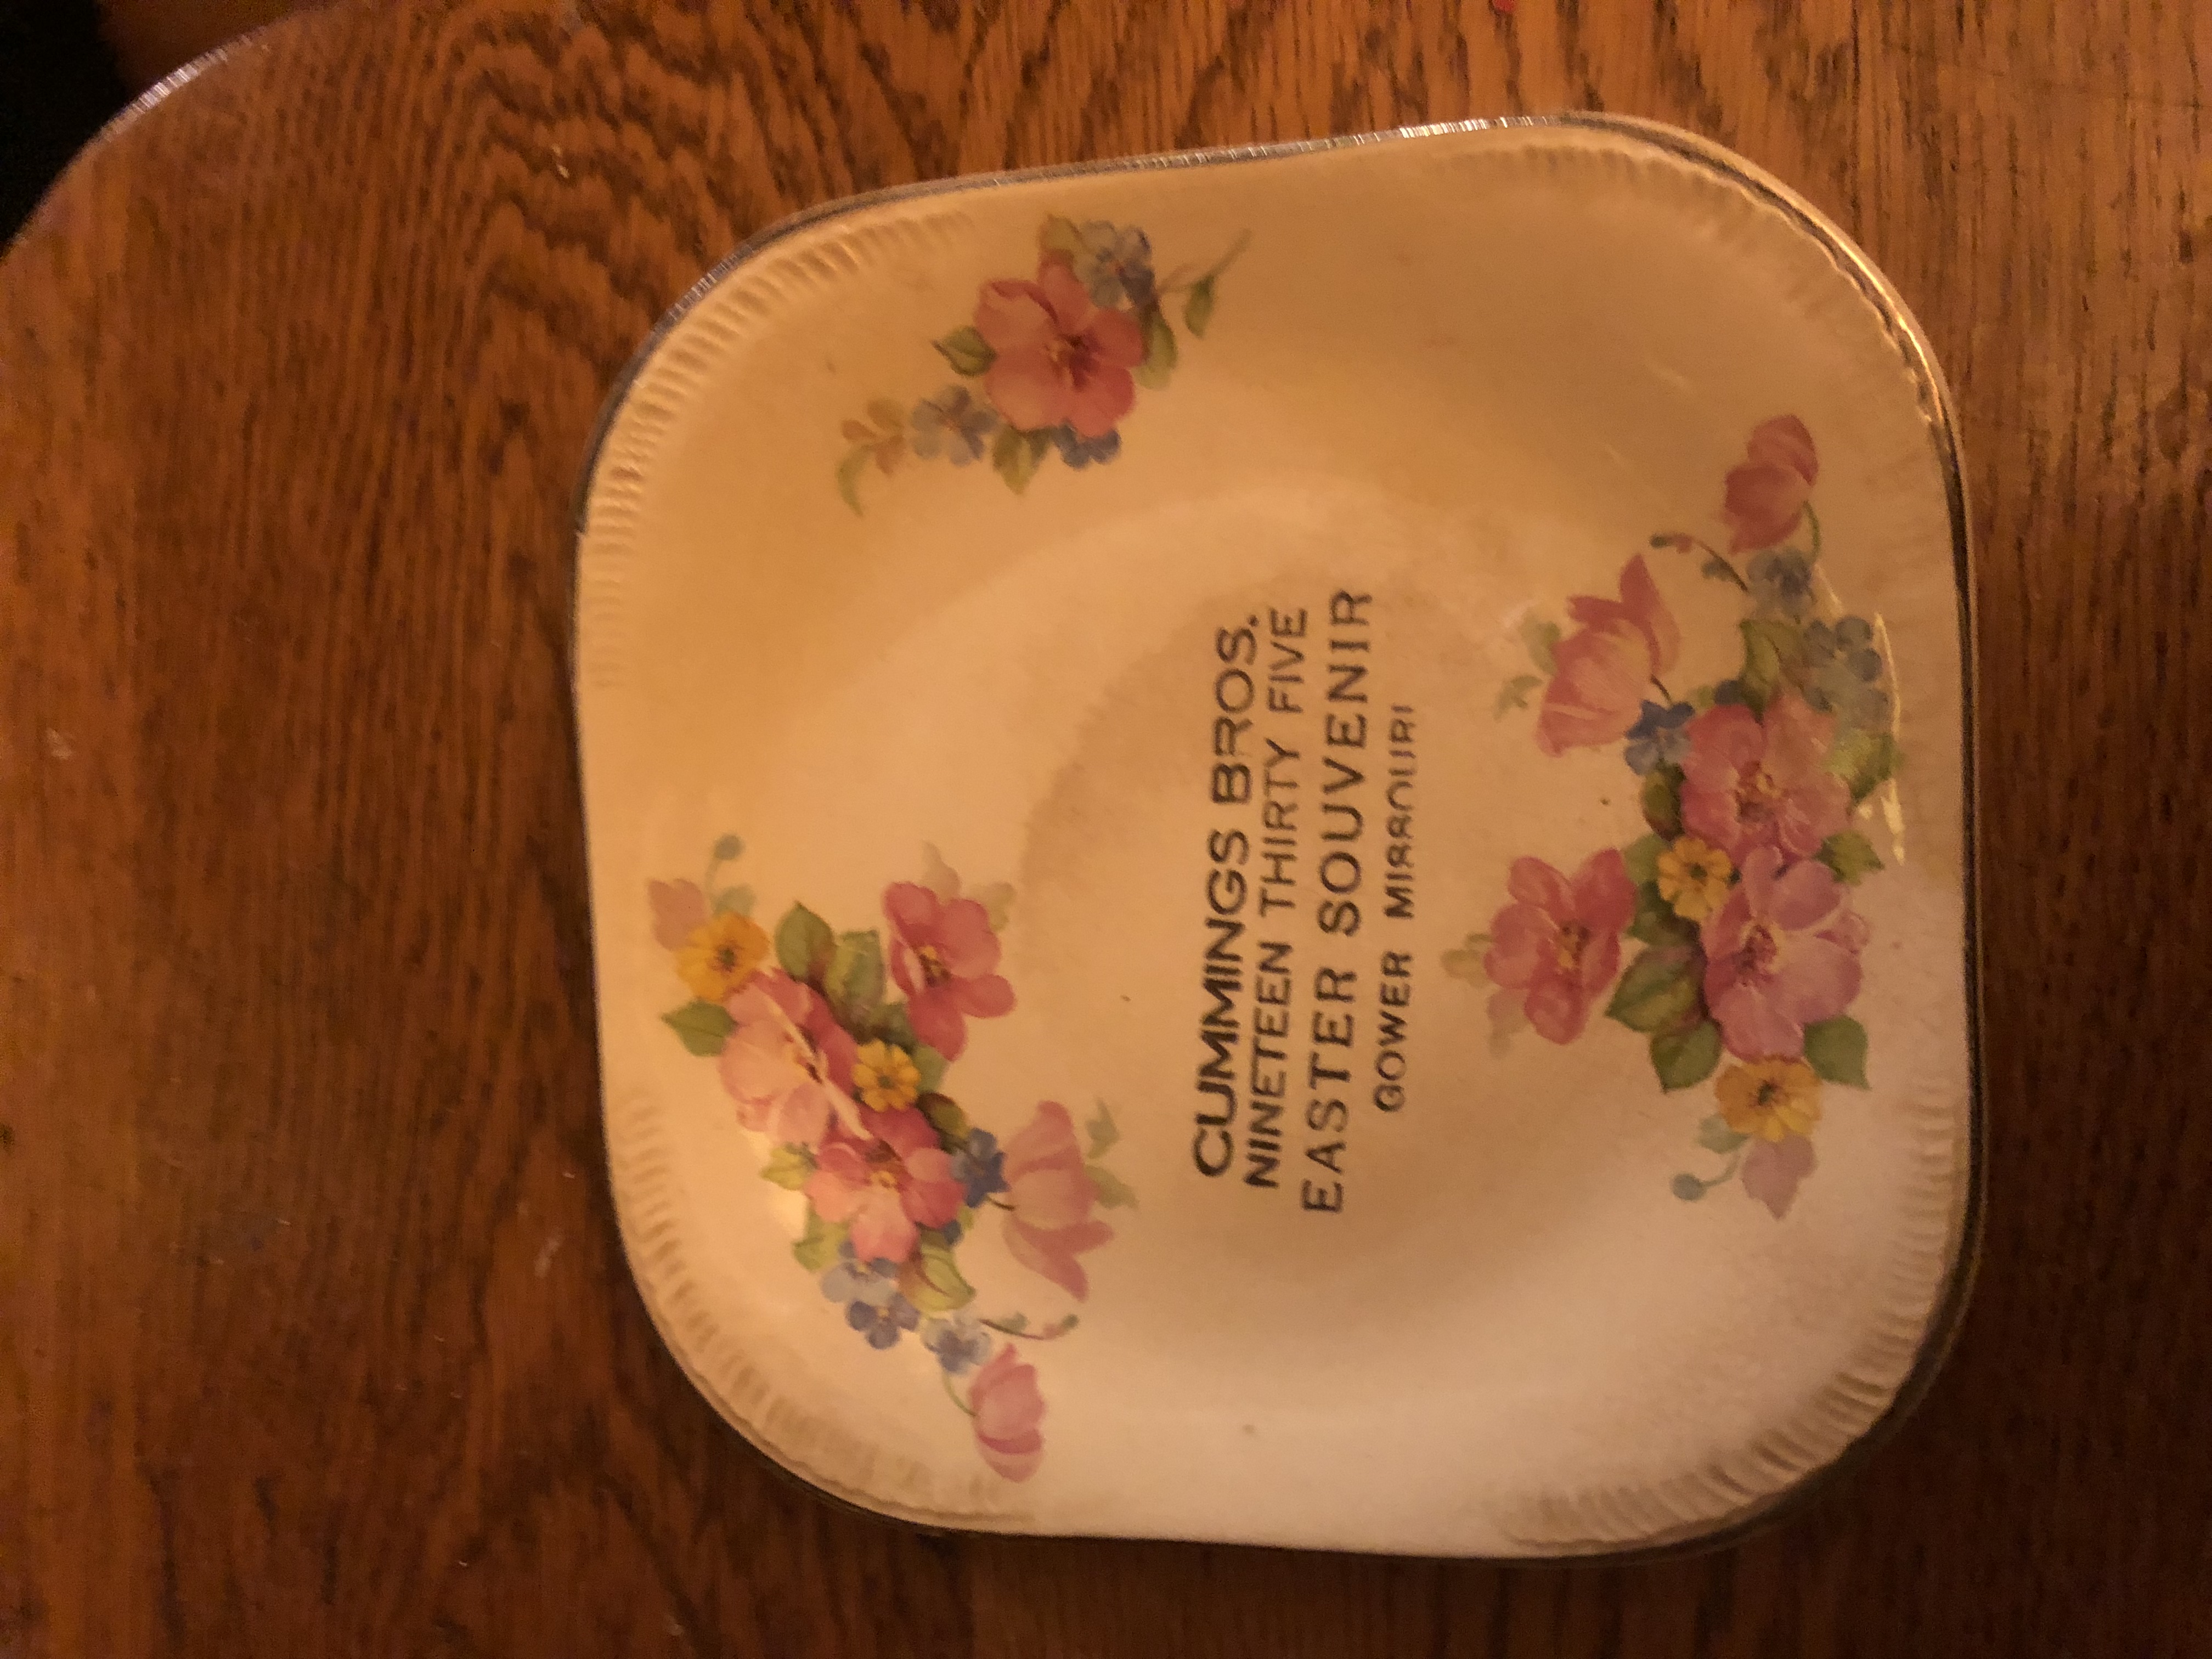 CUMMINGS BROS.
NINETEEN THIRTY FIVE
EASTER SOUVENIR
GOWER MISSOURI